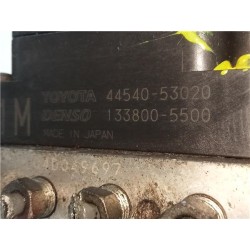 TOYOTA 44540-53020
DENSO 133800-5500
MADE IN JAPAN
M